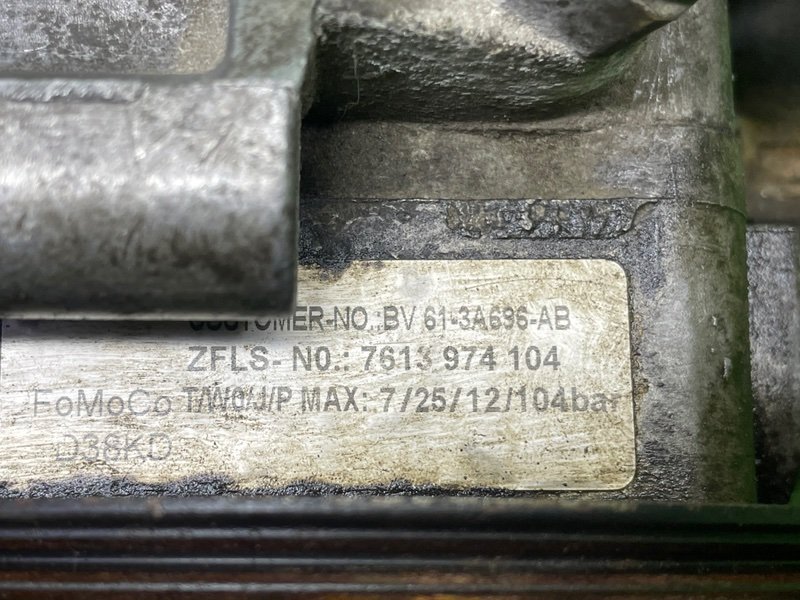 CUSTOMER-NO.:BV 61-3A696-AB
ZFLS- N0.: 7613 974 104
FoMoCo T/W0/J/P MAX: 7/25/12/104bar
D38KD